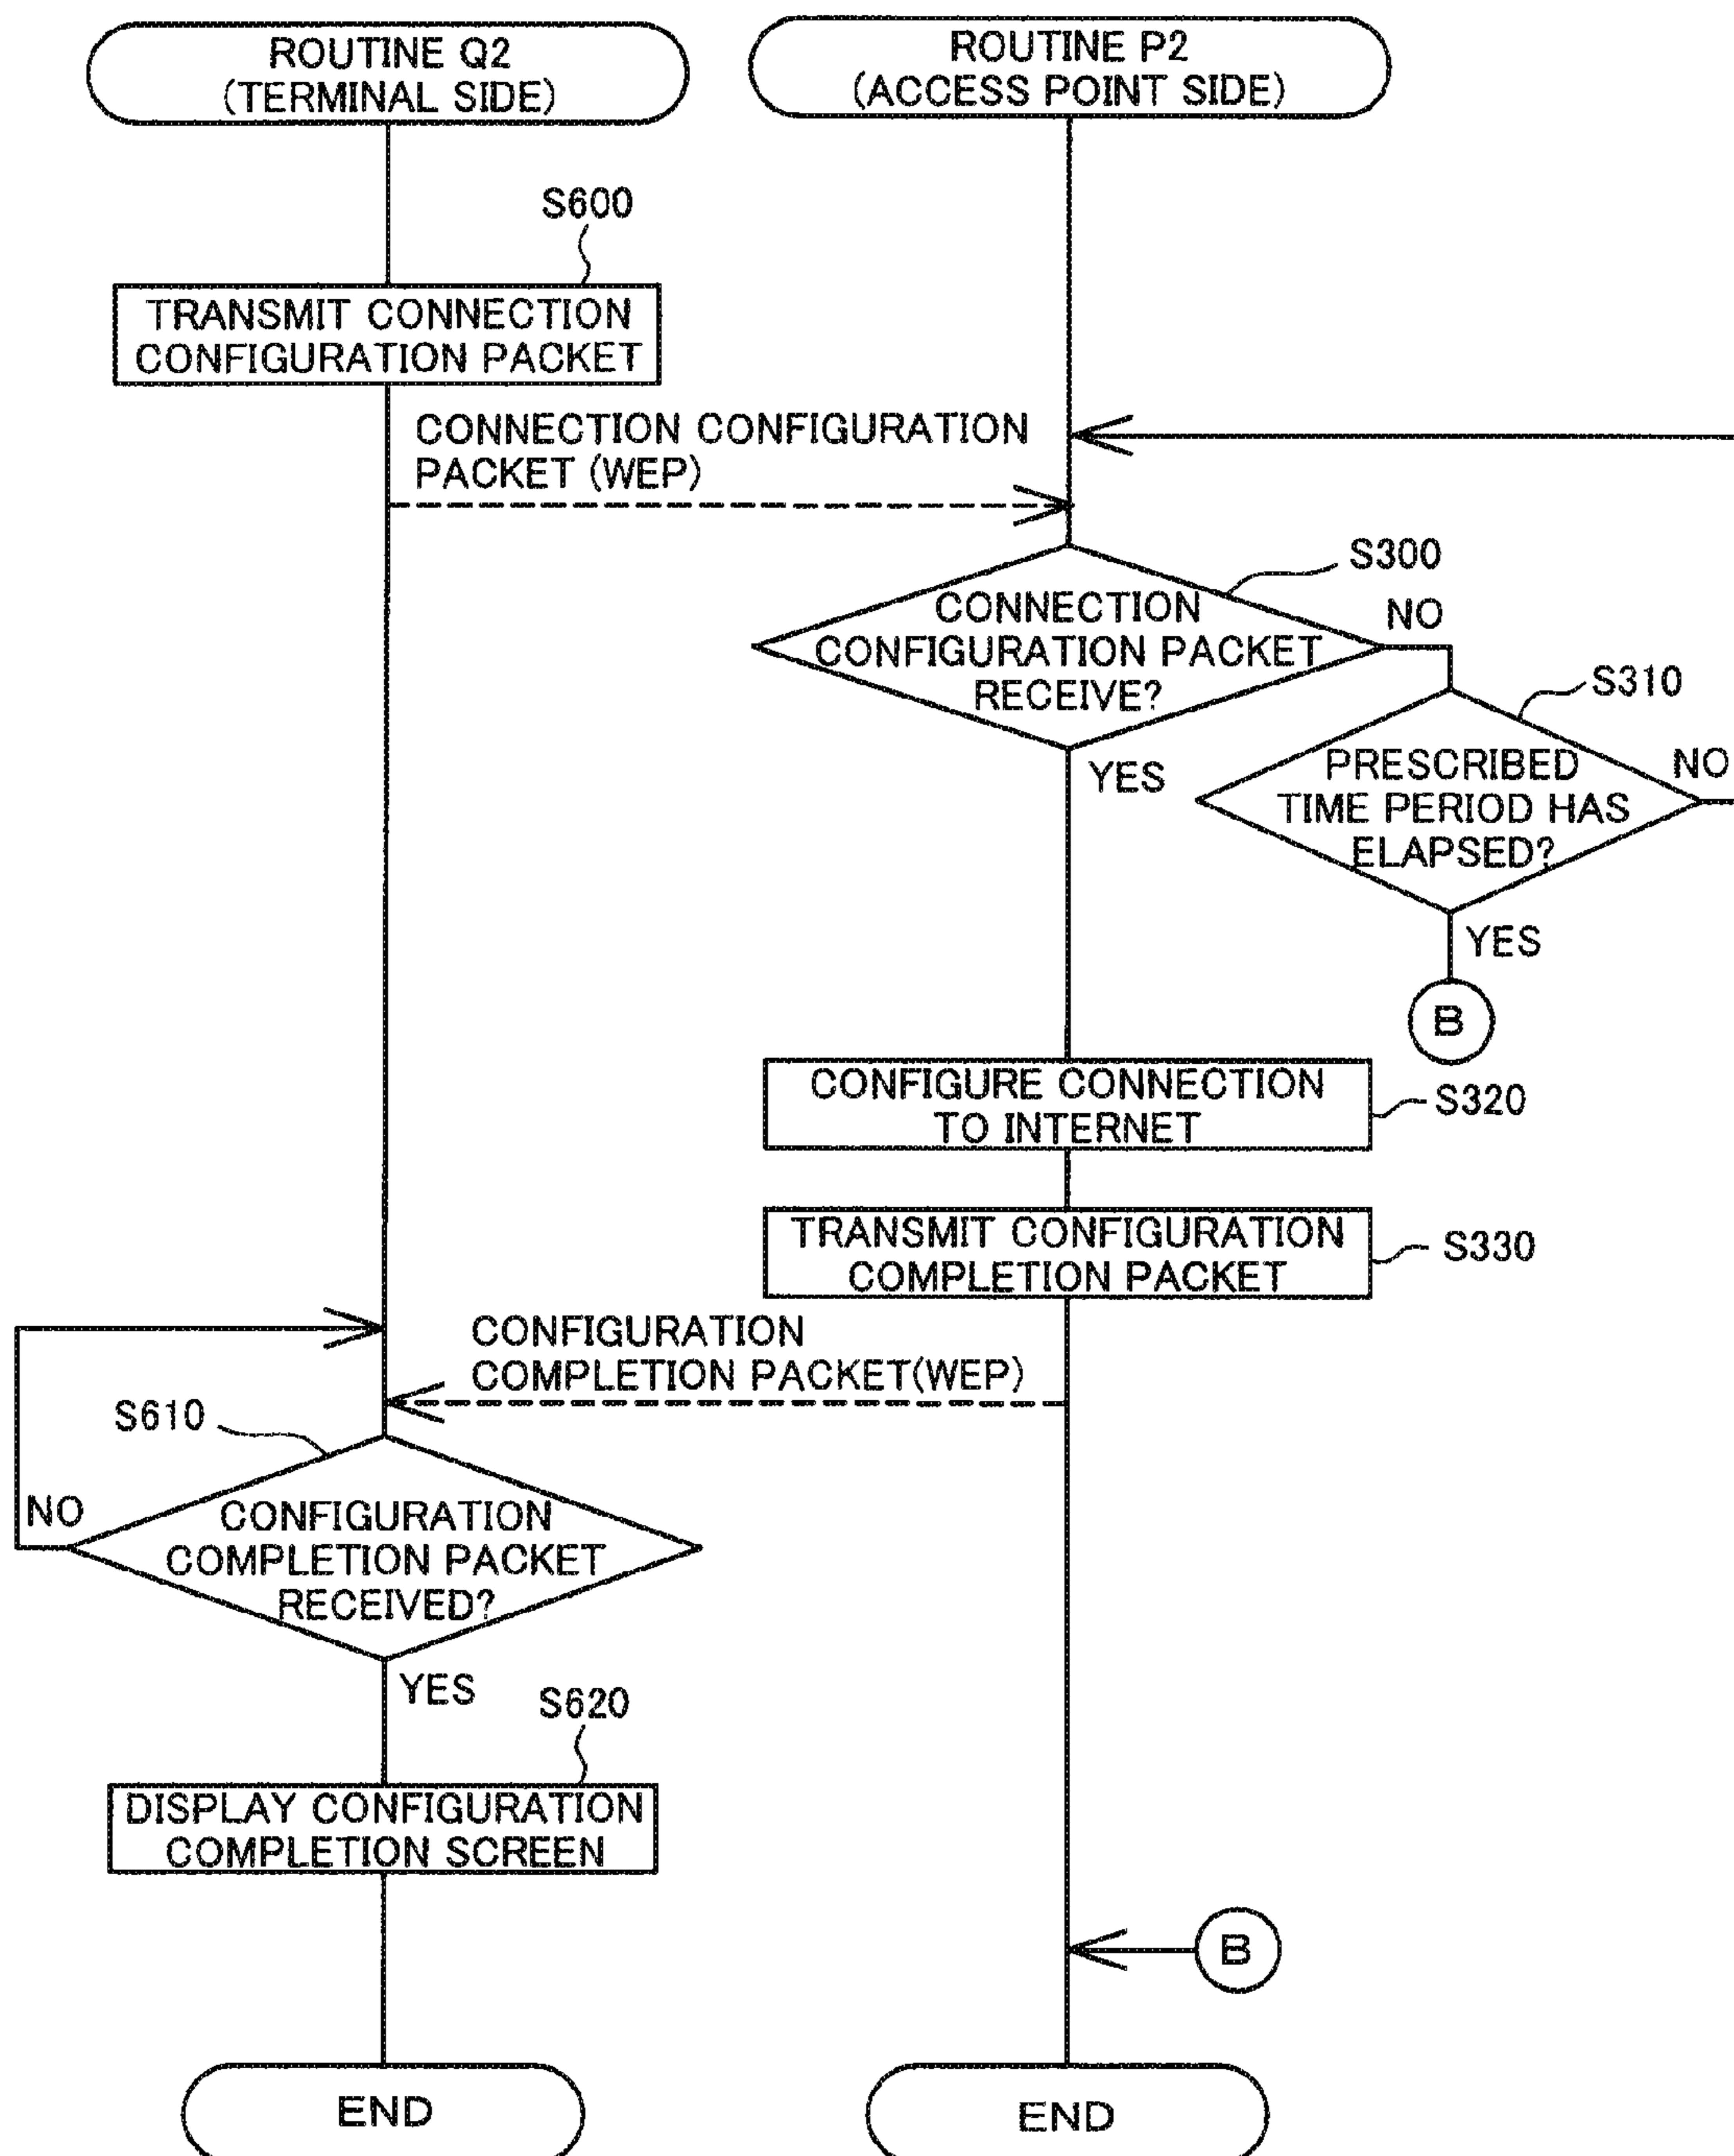 ROUTINE Q2
(TERMINAL SIDE)
ROUTINE P2
(ACCESS POINT SIDE)
S600
TRANSMIT CONNECTION
CONFIGURATION PACKET
CONNECTION CONFIGURATION
PACKET (WEP)
S300
CONNECTION
CONFIGURATION PACKET
RECEIVE?
NO
YES
S310
PRESCRIBED
TIME PERIOD HAS
ELAPSED?
NO
YES
B
CONFIGURE CONNECTION
TO INTERNET
S320
TRANSMIT CONFIGURATION
COMPLETION PACKET
S330
CONFIGURATION
COMPLETION PACKET(WEP)
S610
NO
CONFIGURATION
COMPLETION PACKET
RECEIVED?
YES
S620
DISPLAY CONFIGURATION
COMPLETION SCREEN
B
END
END